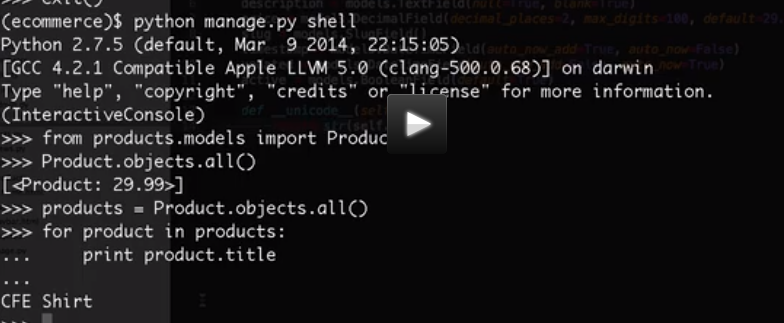 >>> exit()
(ecommerce)$ python manage.py shell
Python 2.7.5 (default, Mar 9 2014, 22:15:05)
[GCC 4.2.1 Compatible Apple LLVM 5.0 (clang-500.0.68)] on darwin
Type "help", "copyright", "credits" or "license" for more information.
(InteractiveConsole)
>>> from products.models import Produc
>>> Product.objects.all()
[<Product: 29.99>]
>>> products = Product.objects.all()
>>> for product in products:
... print product.title
...
CFE Shirt
>>>